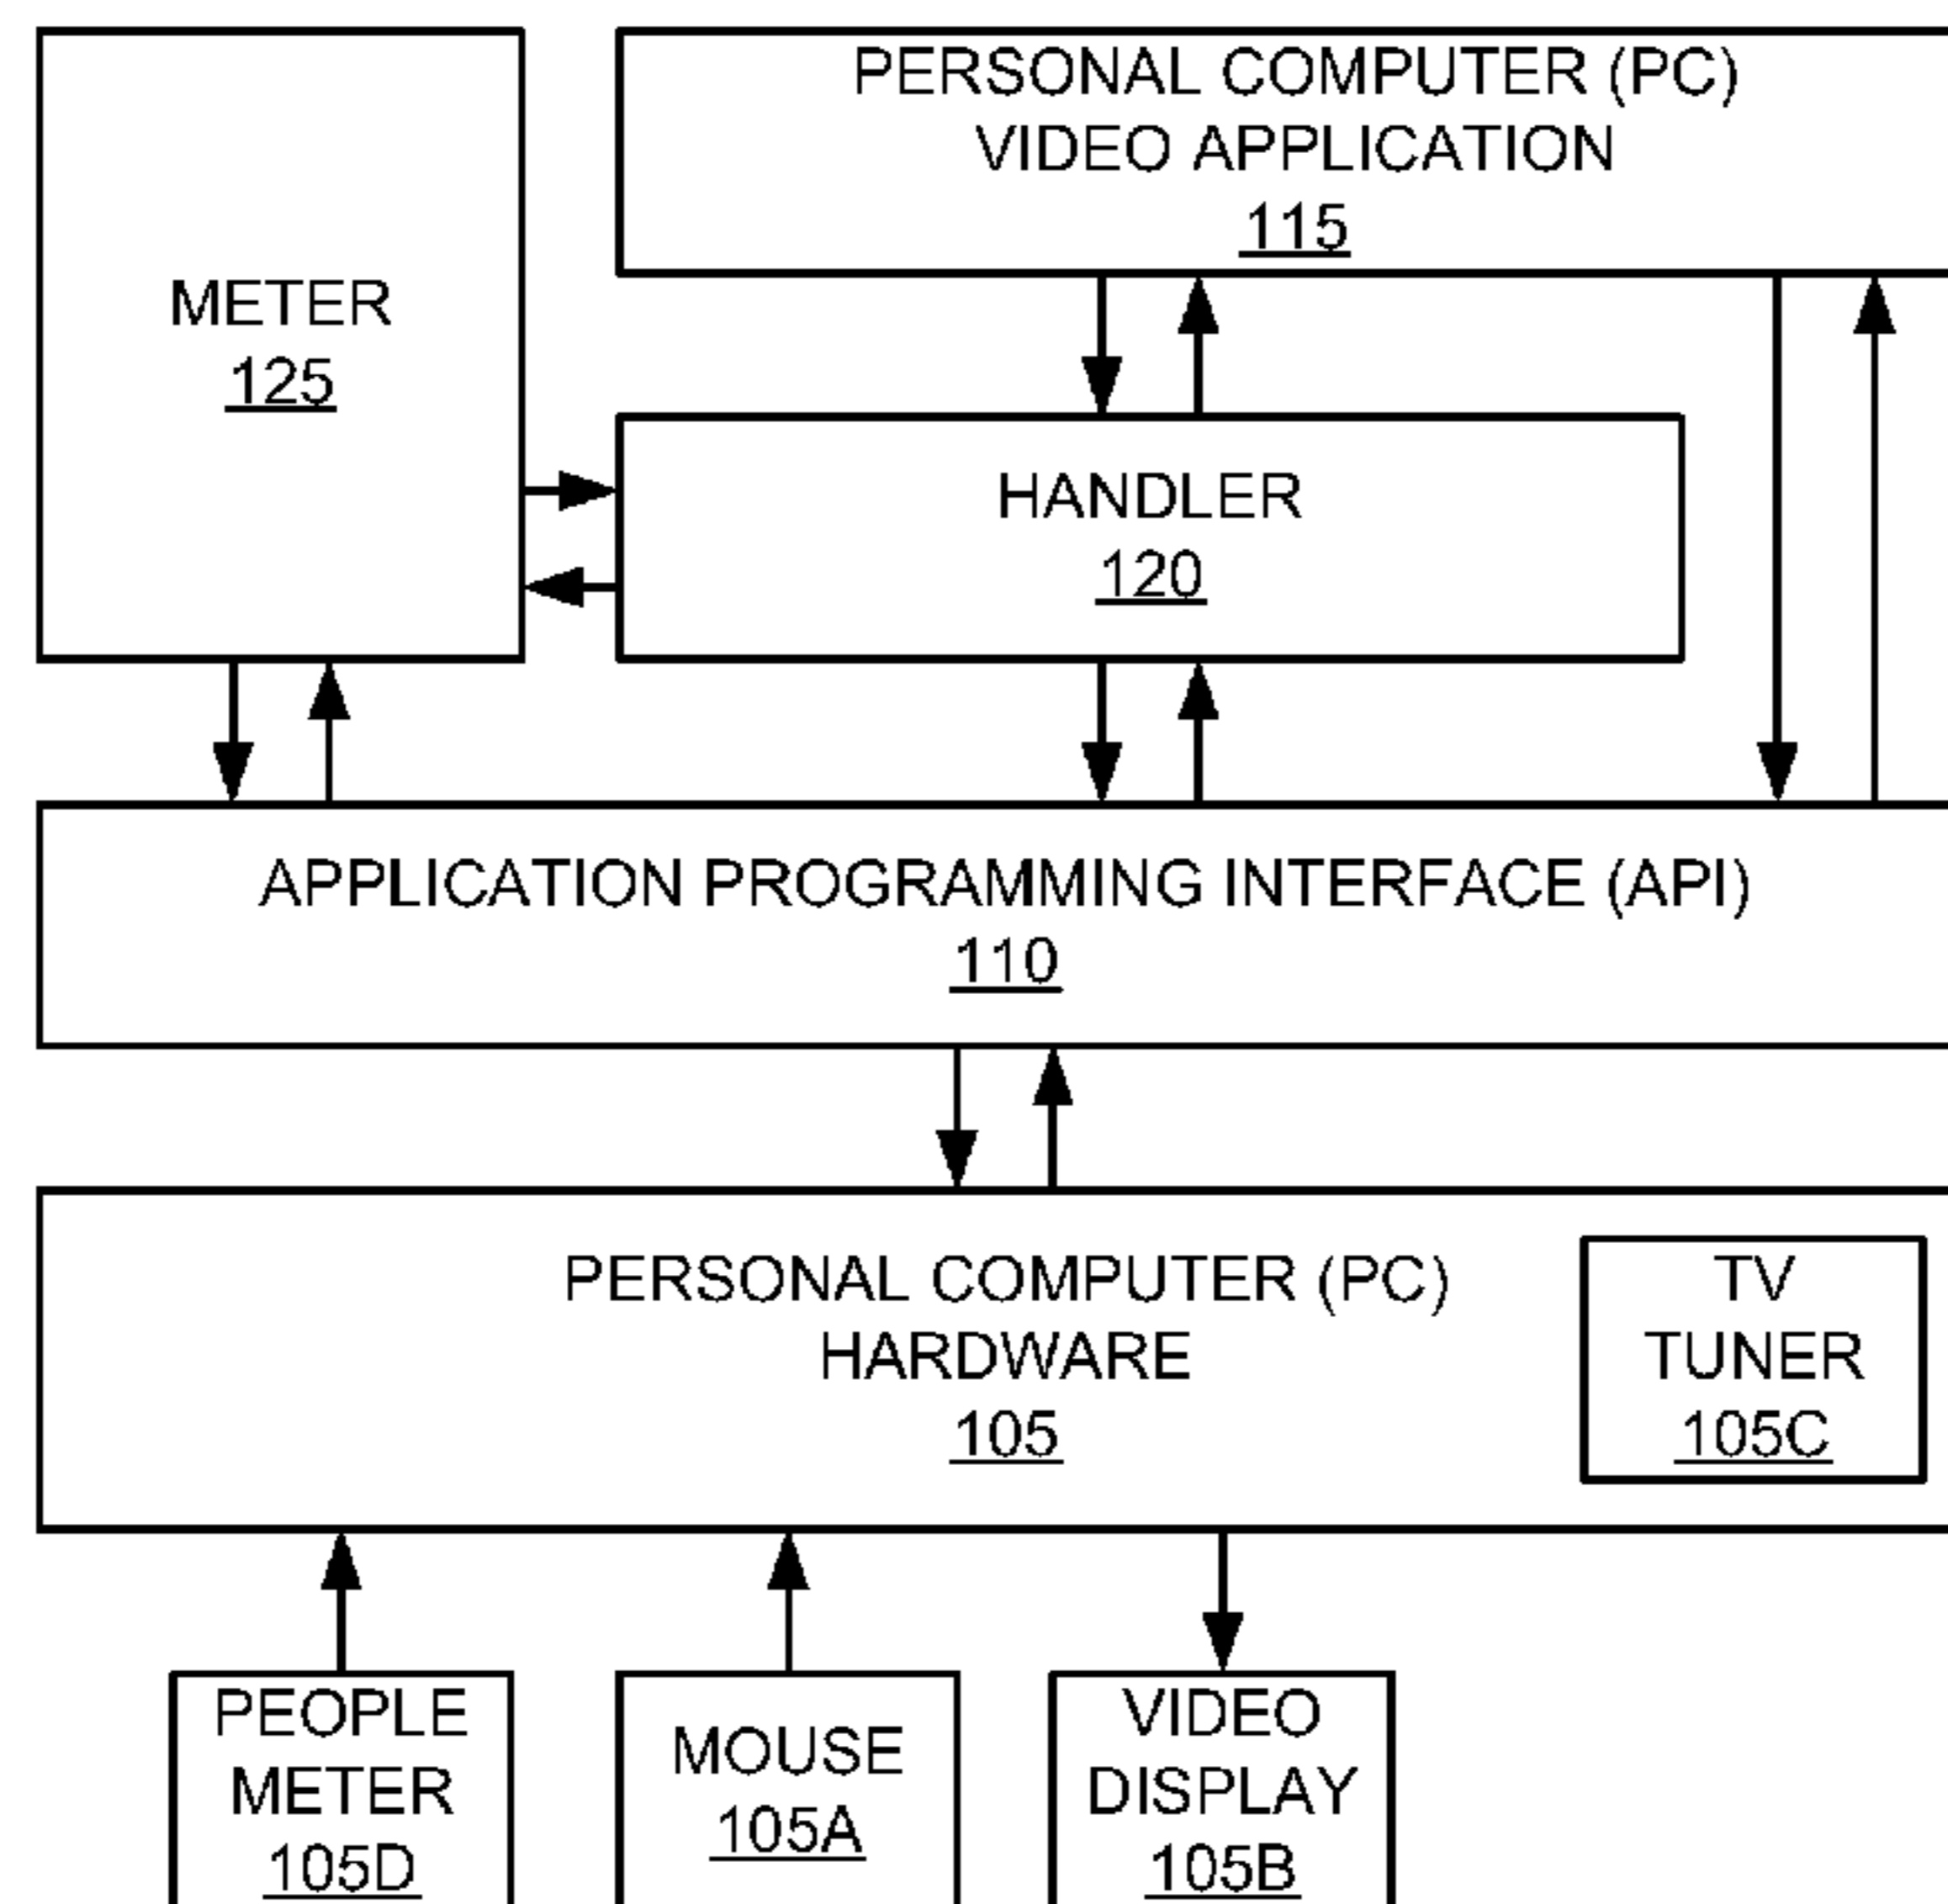 PERSONAL COMPUTER (PC)
VIDEO APPLICATION
115
METER
125
HANDLER
120
APPLICATION PROGRAMMING INTERFACE (API)
110
PERSONAL COMPUTER (PC)
HARDWARE
105
TV
TUNER
105C
PEOPLE
METER
105D
MOUSE
105A
VIDEO
DISPLAY
105B